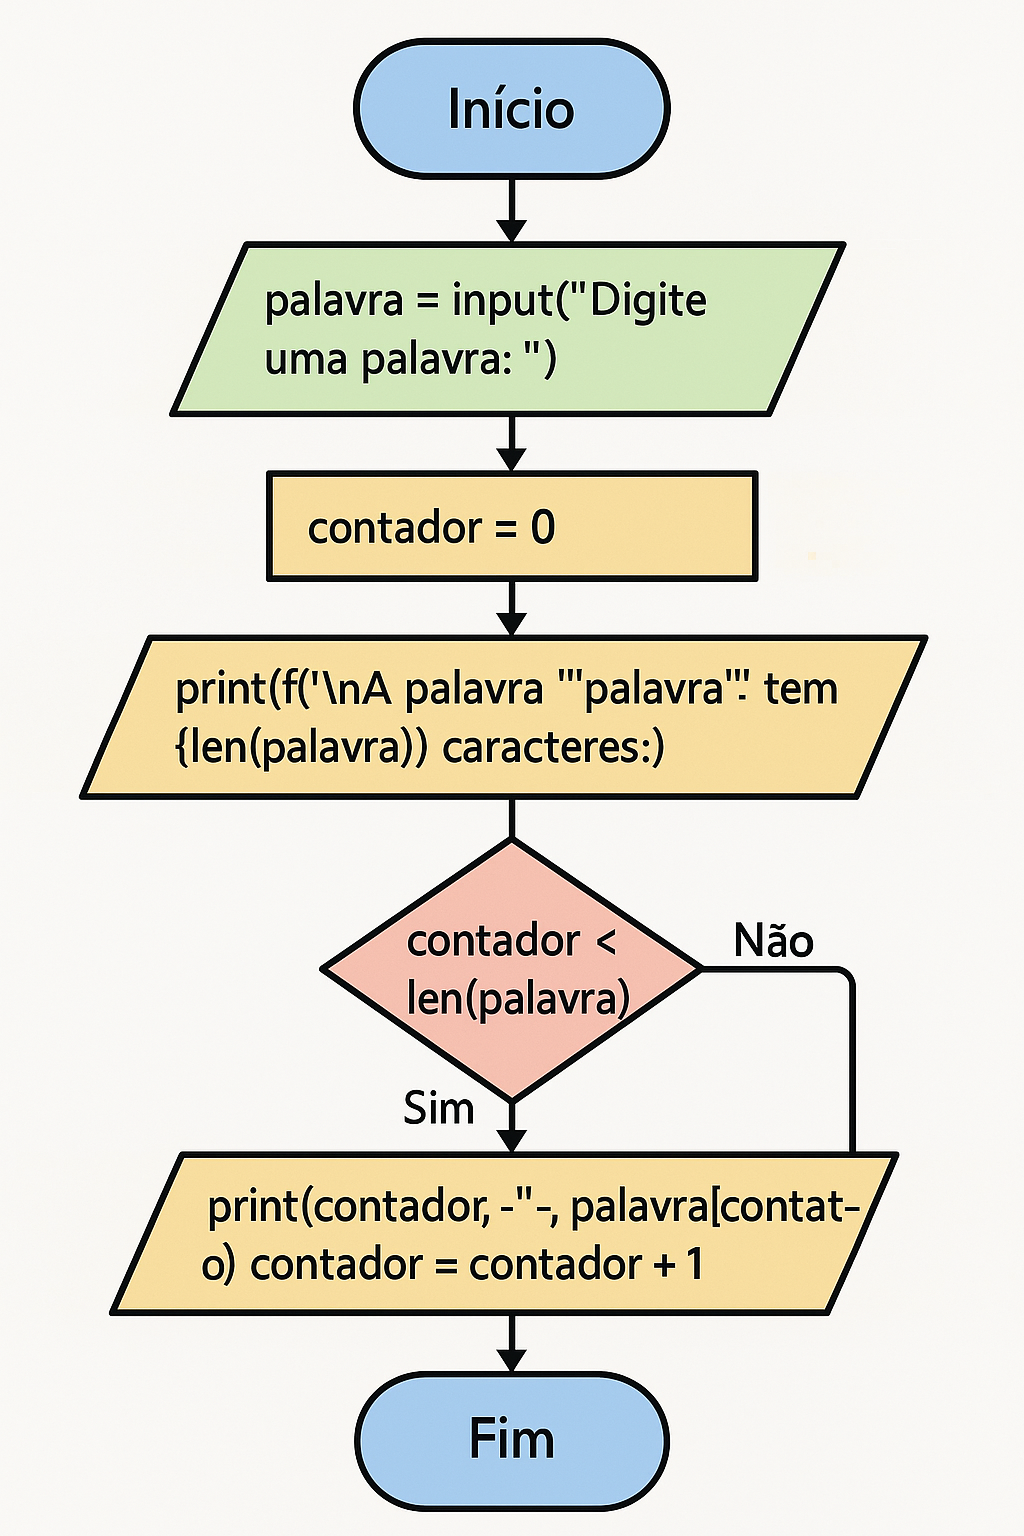 Início
palavra = input("Digite
uma palavra: ")
contador = 0
print(f('\nA palavra '"palavra"'. tem
{len(palavra)) caracteres:)
contador <
len(palavra)
Não
Sim
print(contador, -"-, palavra[contat-
o) contador = contador + 1
Fim